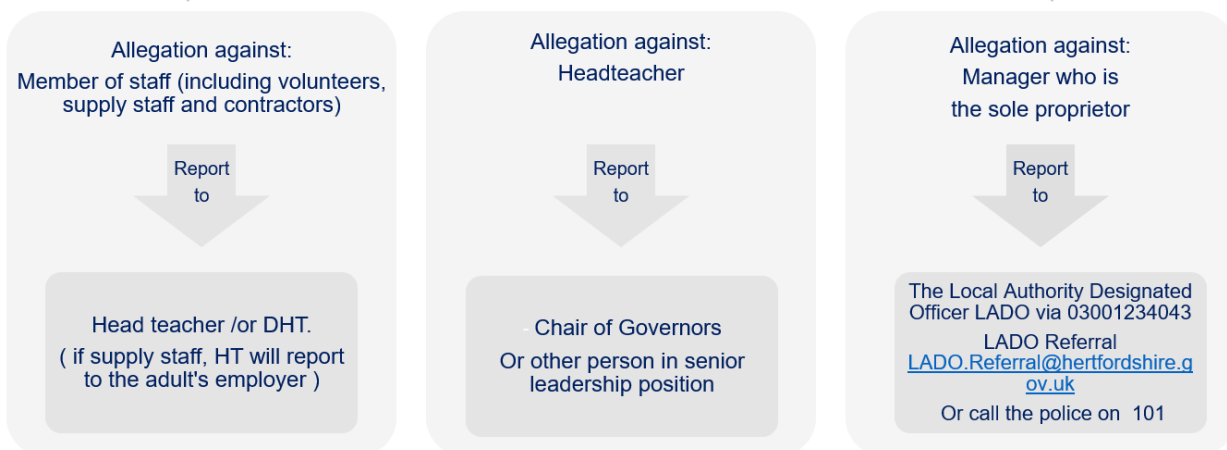 Allegation against:
Member of staff (including volunteers,
supply staff and contractors)
Report
to
Head teacher /or DHT.
( if supply staff, HT will report
to the adult's employer )
Allegation against:
Headteacher
Report
to
- Chair of Governors
Or other person in senior
leadership position
Allegation against:
Manager who is
the sole proprietor
Report
to
The Local Authority Designated
Officer LADO via 03001234043
LADO Referral
LADO.Referral@hertfordshire.g
ov.uk
Or call the police on 101